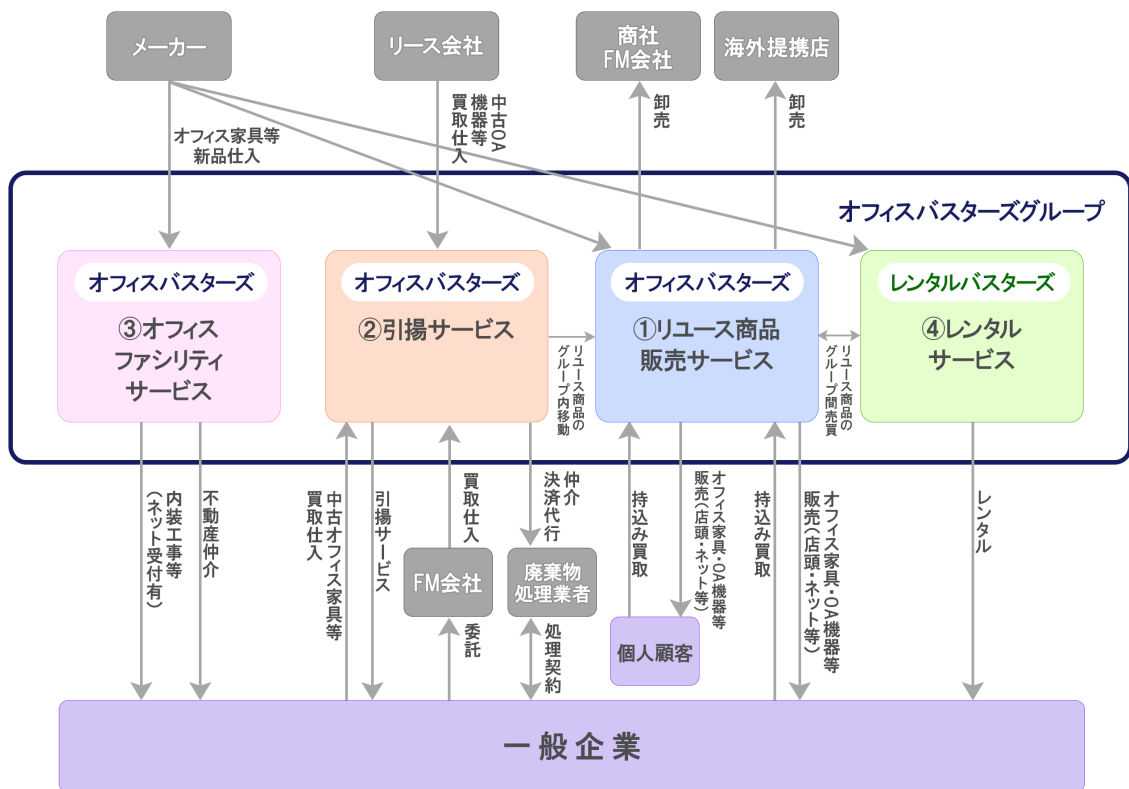 メーカー
リース会社
商社
FM会社
海外提携店
オフィス家具等
新品仕入
中古OA
機器等
買取仕入
卸売
卸売
オフィスバスターズグループ
オフィスバスターズ
③オフィス
ファシリティ
サービス
オフィスバスターズ
②引揚サービス
リユース商品の
グループ内移動
オフィスバスターズ
①リユース商品
販売サービス
リユース商品の
グループ間売買
レンタルバスターズ
④レンタル
サービス
内装工事等
(ネット受付有)
不動産仲介
中古オフィス家具等
買取仕入
引揚サービス
買取仕入
仲介
決済代行
持込み買取
オフィス家具・OA機器等
販売(店頭・ネット等)
持込み買取
オフィス家具・OA機器等
販売(店頭・ネット等)
レンタル
FM会社
廃棄物
処理業者
委託
処理契約
個人顧客
一般企業